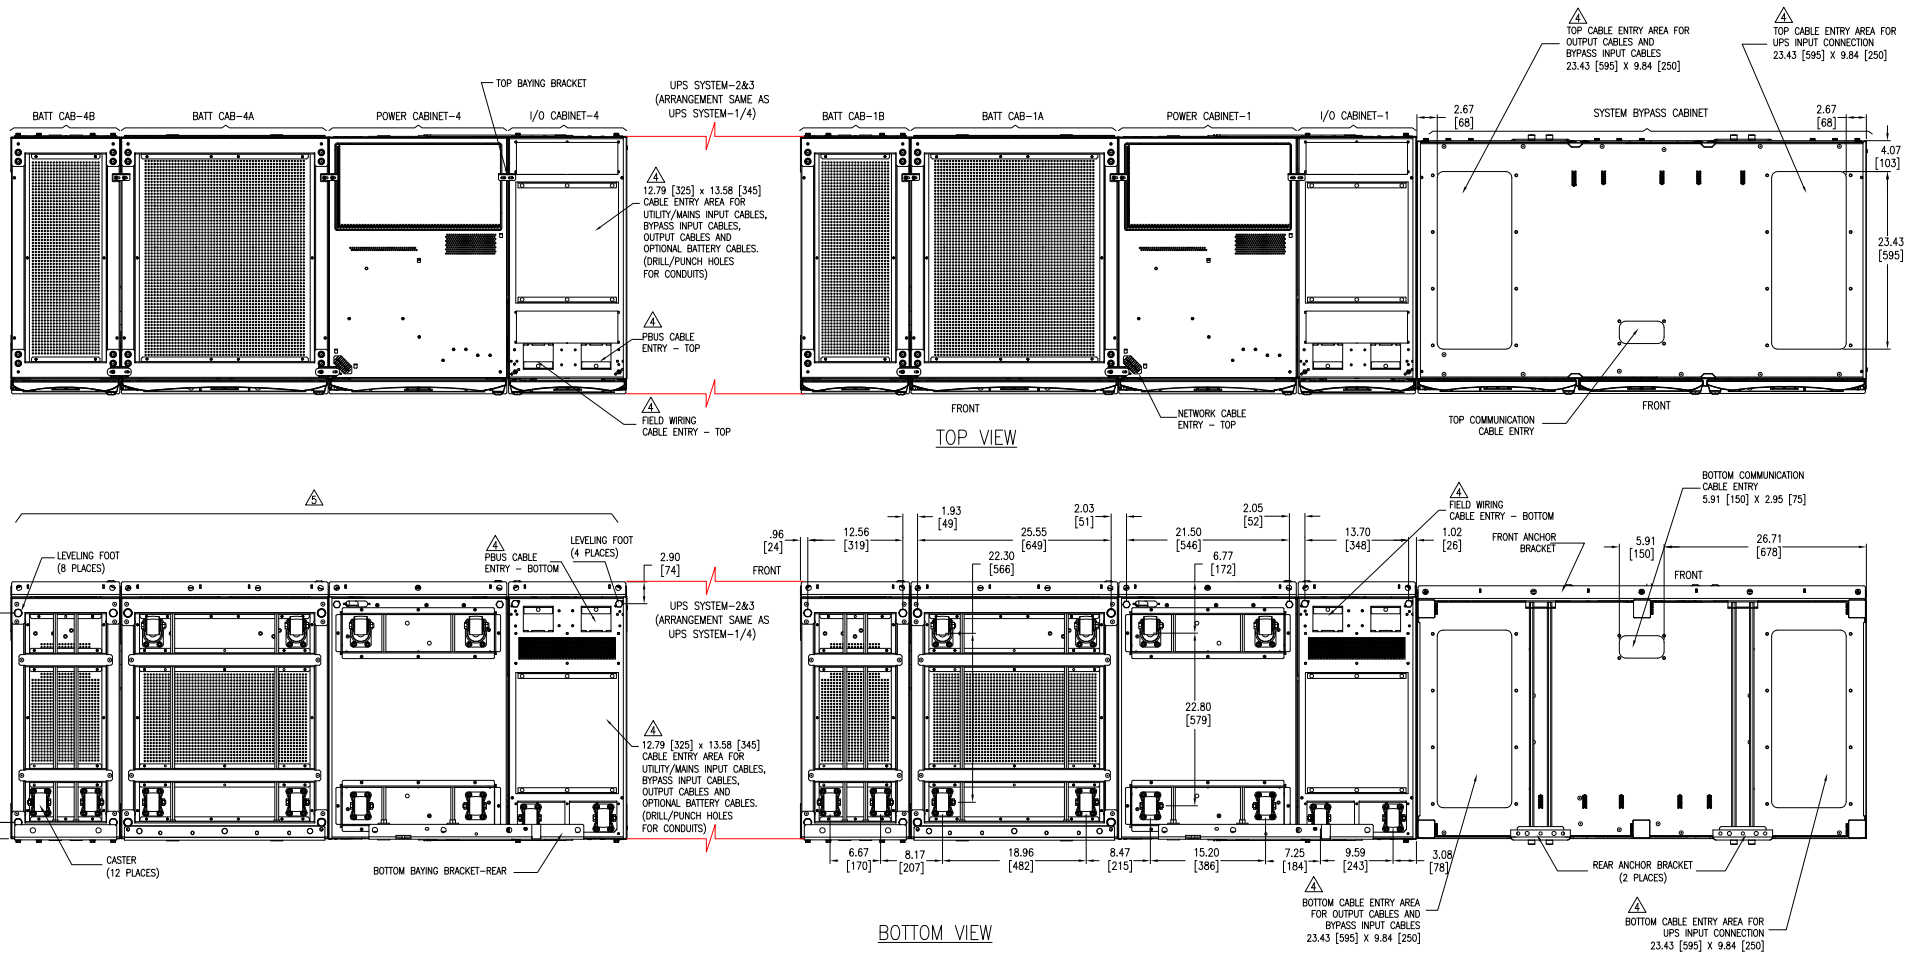 4
TOP CABLE ENTRY AREA FOR
OUTPUT CABLES AND
BYPASS INPUT CABLES
23.43 [595] X 9.84 [250]
4
TOP CABLE ENTRY AREA FOR
UPS INPUT CONNECTION
23.43 [595] X 9.84 [250]
TOP BAYING BRACKET
UPS SYSTEM-2&3
(ARRANGEMENT SAME AS
UPS SYSTEM-1/4)
BATT CAB-4B
BATT CAB-4A
POWER CABINET-4
I/O CABINET-4
BATT CAB-1B
BATT CAB-1A
POWER CABINET-1
I/O CABINET-1
2.67
[68]
SYSTEM BYPASS CABINET
2.67
[68]
4.07
[103]
23.43
[595]
4
12.79 [325] x 13.58 [345]
CABLE ENTRY AREA FOR
UTILITY/MAINS INPUT CABLES,
BYPASS INPUT CABLES,
OUTPUT CABLES AND
OPTIONAL BATTERY CABLES.
(DRILL/PUNCH HOLES
FOR CONDUITS)
4
PBUS CABLE
ENTRY - TOP
4
FIELD WIRING
CABLE ENTRY - TOP
FRONT
NETWORK CABLE
ENTRY - TOP
FRONT
TOP COMMUNICATION
CABLE ENTRY
TOP VIEW
5
LEVELING FOOT
(8 PLACES)
4
PBUS CABLE
ENTRY - BOTTOM
LEVELING FOOT
(4 PLACES)
2.90
[74]
FRONT
.96
[24]
12.56
[319]
1.93
[49]
25.55
[649]
22.30
[566]
2.03
[51]
21.50
[546]
6.77
[172]
2.05
[52]
13.70
[348]
1.02
[26]
4
FIELD WIRING
CABLE ENTRY - BOTTOM
FRONT ANCHOR
BRACKET
BOTTOM COMMUNICATION
CABLE ENTRY
5.91 [150] X 2.95 [75]
5.91
[150]
26.71
[678]
FRONT
UPS SYSTEM-2&3
(ARRANGEMENT SAME AS
UPS SYSTEM-1/4)
22.80
[579]
4
12.79 [325] x 13.58 [345]
CABLE ENTRY AREA FOR
UTILITY/MAINS INPUT CABLES,
BYPASS INPUT CABLES,
OUTPUT CABLES AND
OPTIONAL BATTERY CABLES.
(DRILL/PUNCH HOLES
FOR CONDUITS)
CASTER
(12 PLACES)
BOTTOM BAYING BRACKET-REAR
6.67
[170]
8.17
[207]
18.96
[482]
8.47
[215]
15.20
[386]
7.25
[184]
9.59
[243]
3.08
[78]
REAR ANCHOR BRACKET
(2 PLACES)
4
BOTTOM CABLE ENTRY AREA
FOR OUTPUT CABLES AND
BYPASS INPUT CABLES
23.43 [595] X 9.84 [250]
4
BOTTOM CABLE ENTRY AREA FOR
UPS INPUT CONNECTION
23.43 [595] X 9.84 [250]
BOTTOM VIEW